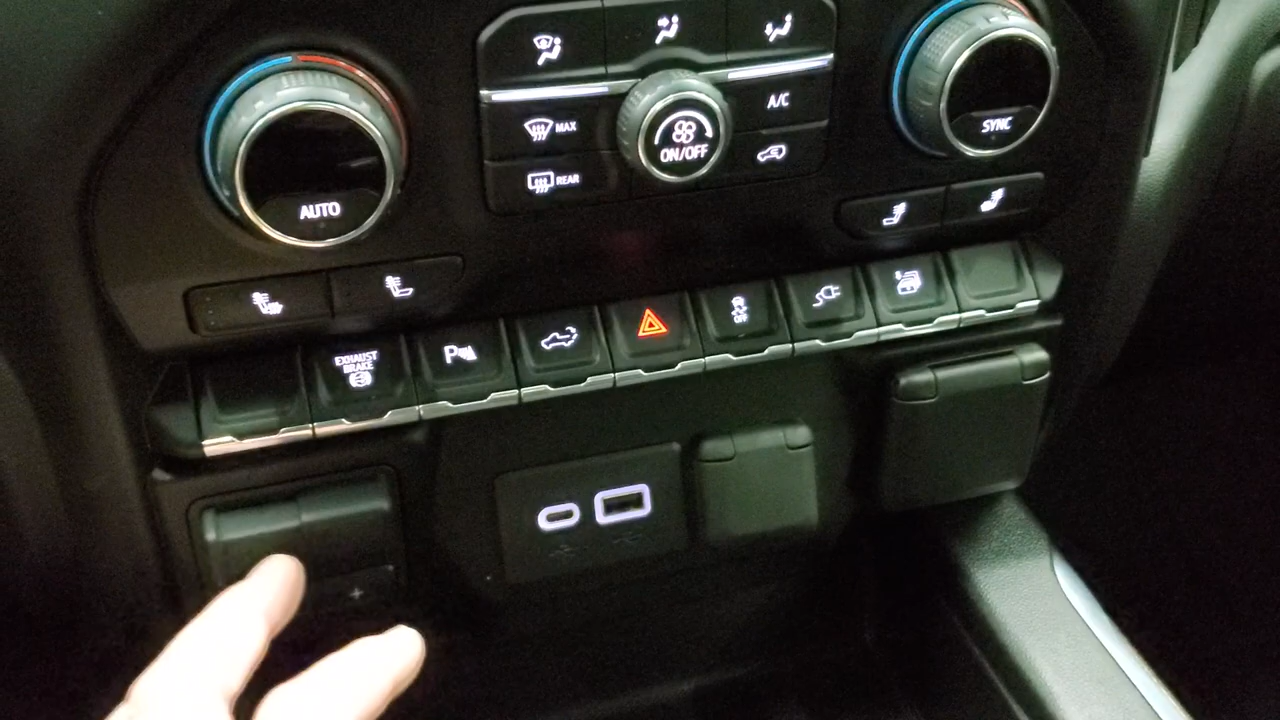 MAX
A/C
ON/OFF
REAR
AUTO
SYNC
EXHAUST
BRAKE
P
OFF
+